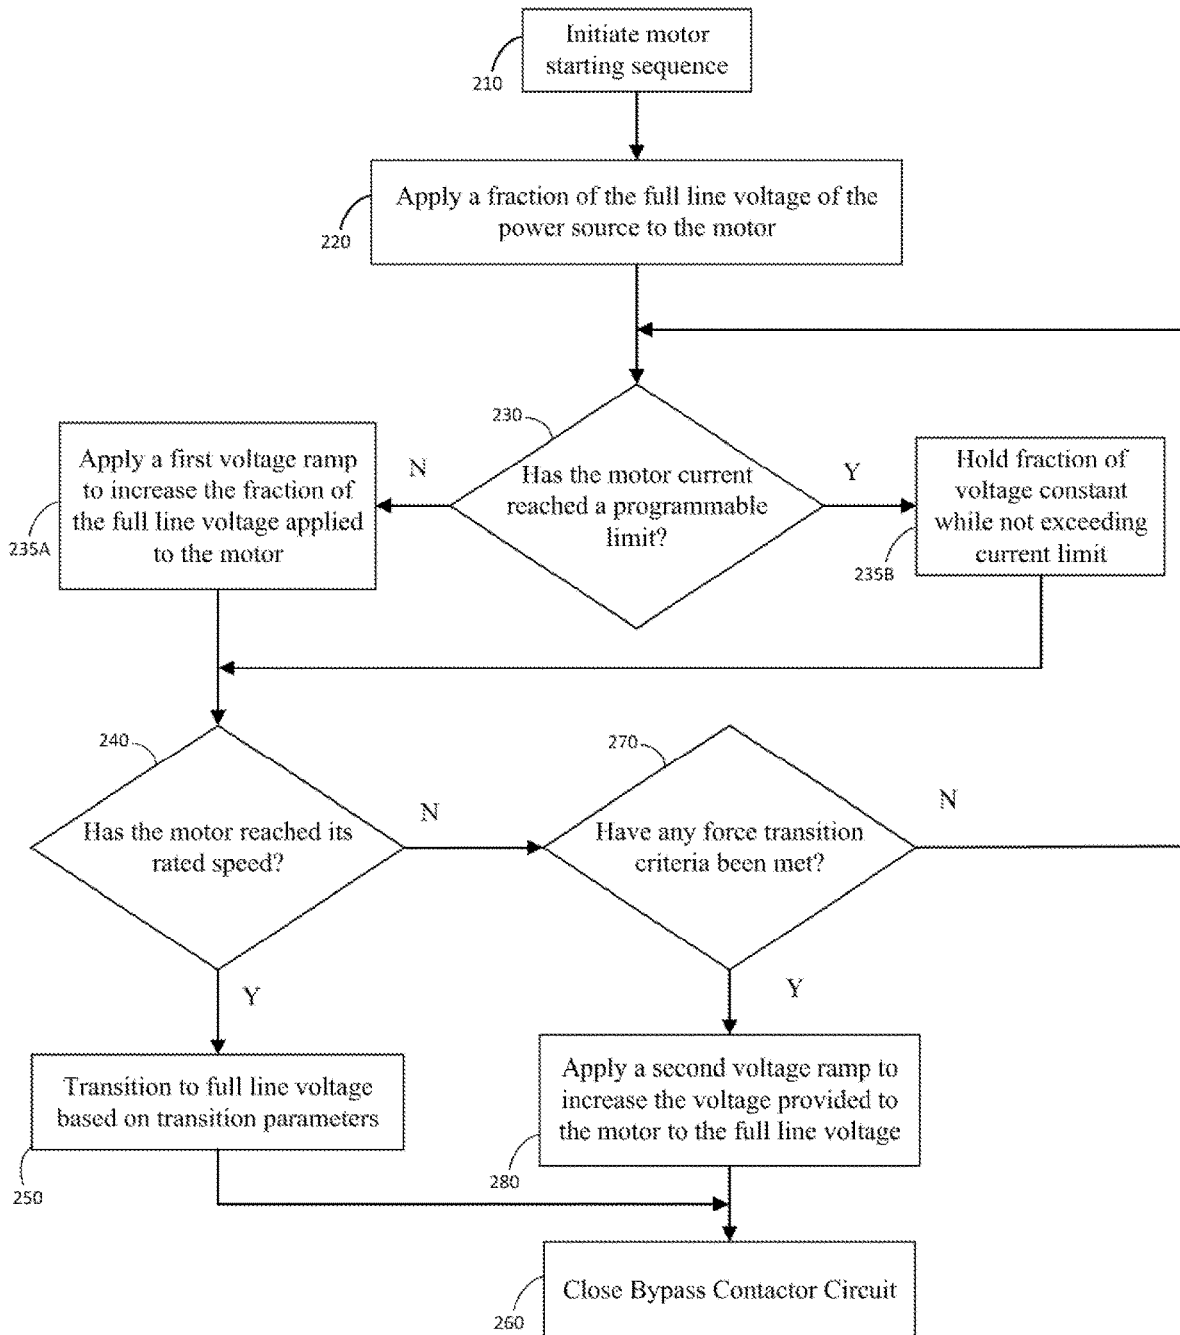 Initiate motor
starting sequence
210
Apply a fraction of the full line voltage of the
power source to the motor
220
230
Has the motor current
reached a programmable
limit?
N
Y
Apply a first voltage ramp
to increase the fraction of
the full line voltage applied
to the motor
235A
Hold fraction of
voltage constant
while not exceeding
current limit
235B
240
Has the motor reached its
rated speed?
N
Y
270
Have any force transition
criteria been met?
N
Y
Transition to full line voltage
based on transition parameters
250
Apply a second voltage ramp to
increase the voltage provided to
the motor to the full line voltage
280
Close Bypass Contactor Circuit
260